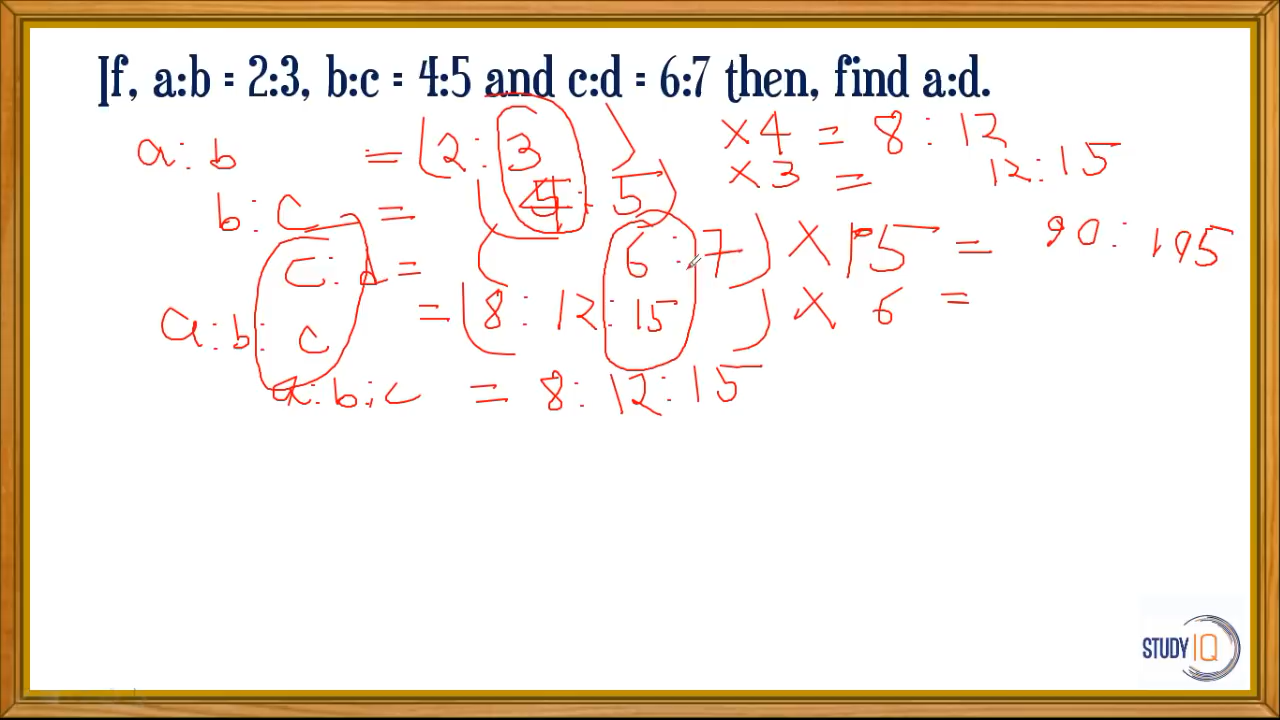 If, a:b = 2:3, b:c = 4:5 and c:d = 6:7 then, find a:d.
a:b = (2:3) ×4 = 8:12
b:c = (4:5) ×3 = 12:15
c:d = (6:7) ×15 = 90:105
a:b:c = (8:12:15) ×6 =
a:b:c = 8:12:15
STUDY IQ